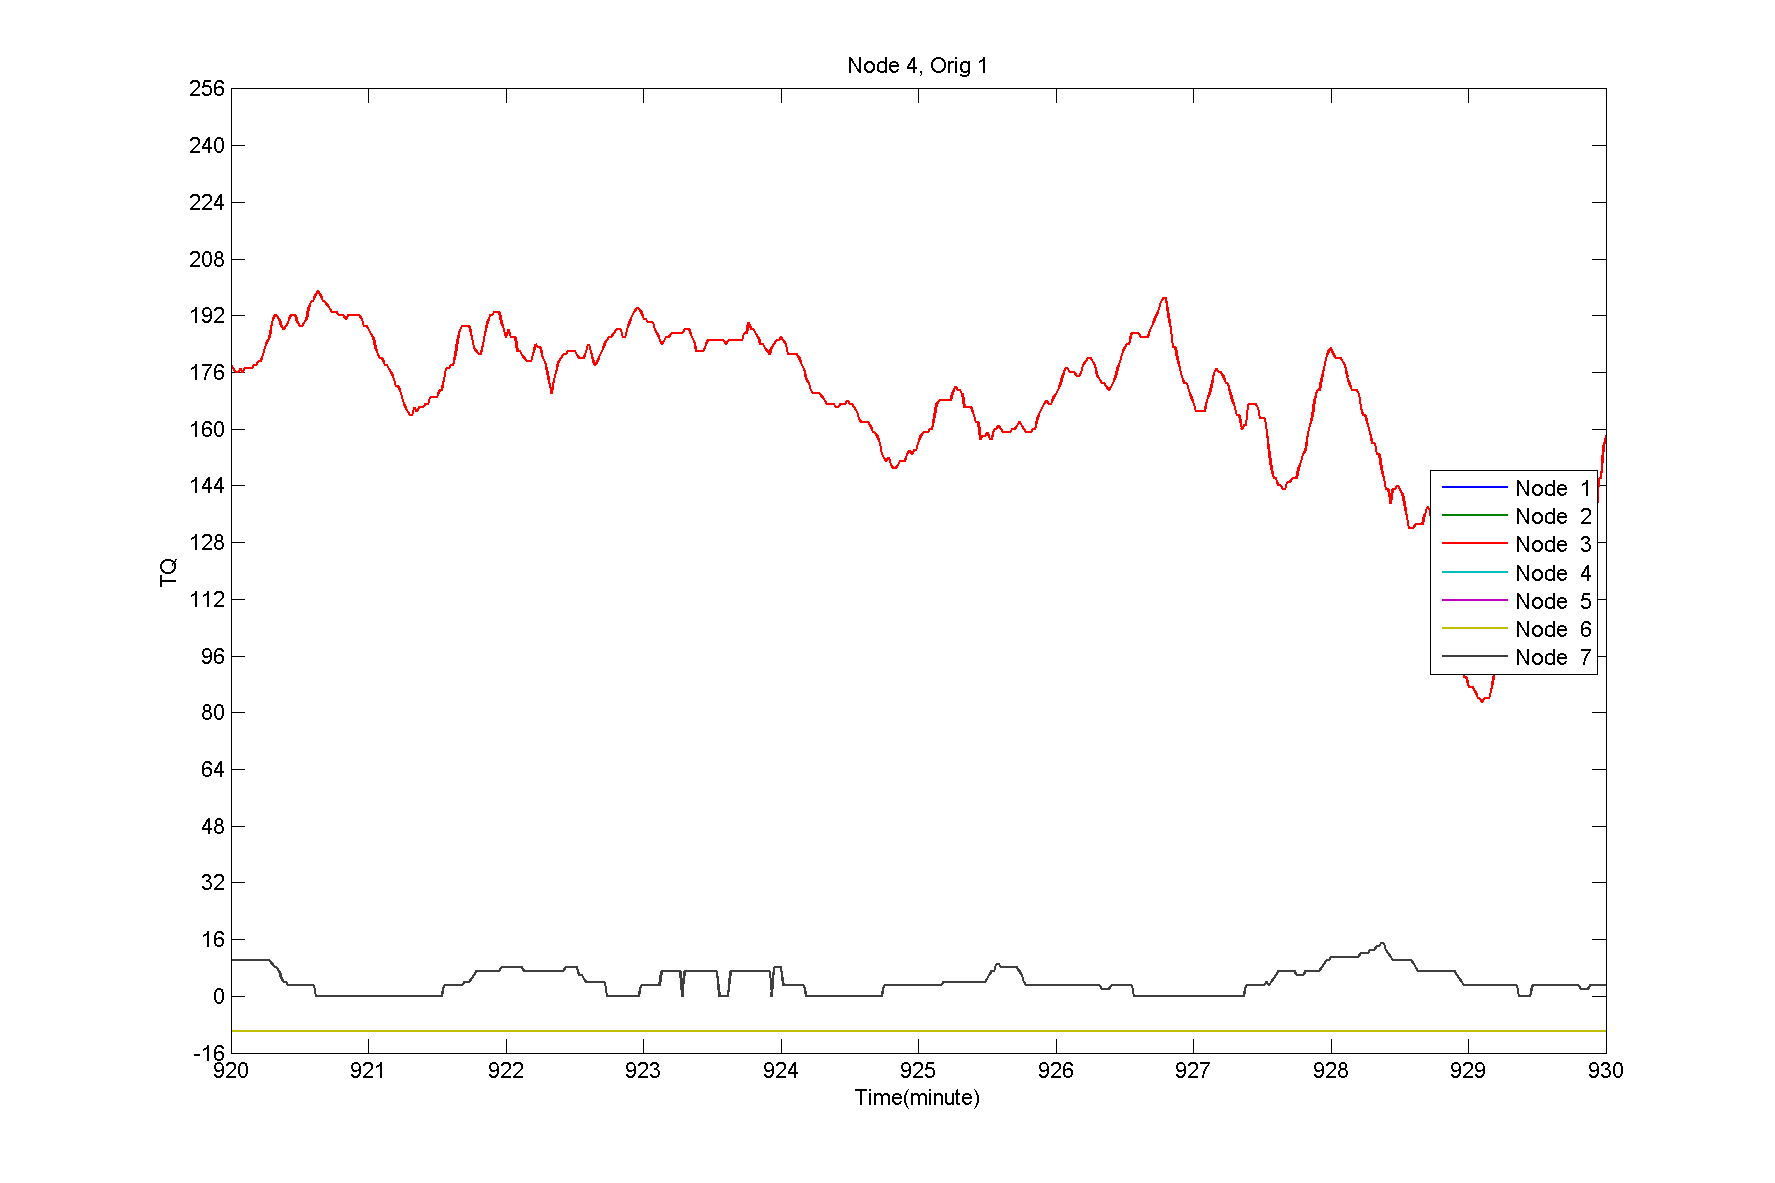 Node 4, Orig 1
256
240
224
208
192
176
160
144
128
112
96
80
64
48
32
16
0
-16
TQ
Node 1
Node 2
Node 3
Node 4
Node 5
Node 6
Node 7
920 921 922 923 924 925 926 927 928 929 930
Time(minute)